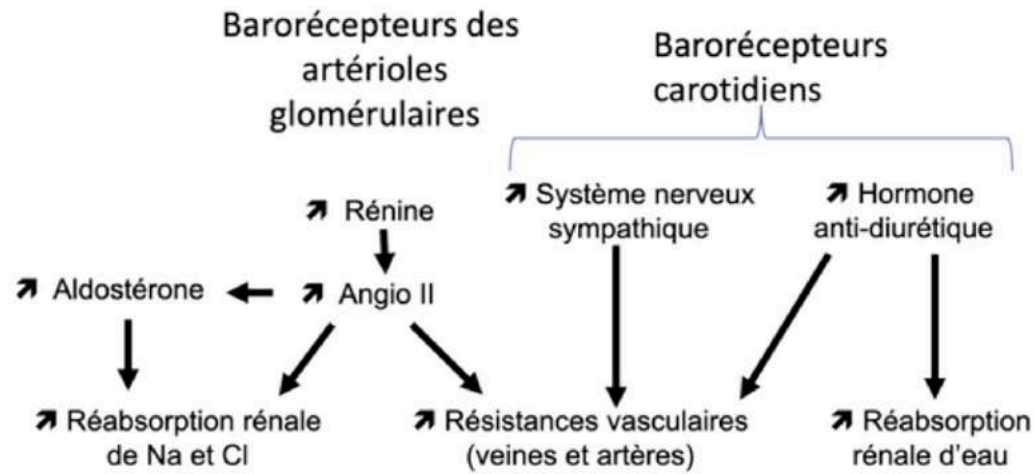 Barorécepteurs des
artérioles
glomérulaires
Barorécepteurs
carotidiens
↗ Rénine
↗ Système nerveux
sympathique
↗ Hormone
anti-diurétique
↗ Aldostérone
↗ Angio II
↗ Réabsorption rénale
de Na et Cl
↗ Résistances vasculaires
(veines et artères)
↗ Réabsorption
rénale d'eau